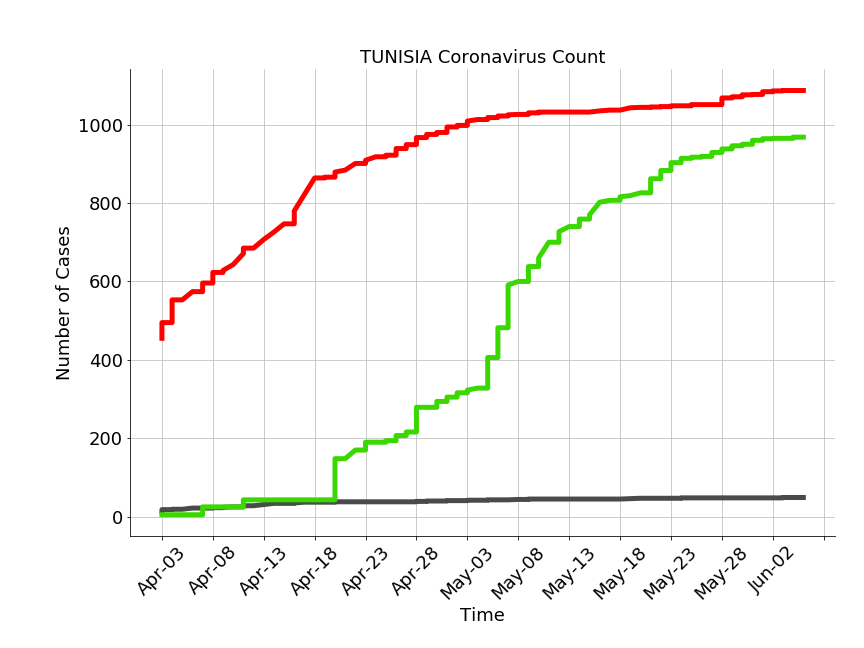 TUNISIA Coronavirus Count
Number of Cases
1000
800
600
400
200
0
Apr-03
Apr-08
Apr-13
Apr-18
Apr-23
Apr-28
May-03
May-08
May-13
May-18
May-23
May-28
Jun-02
Time